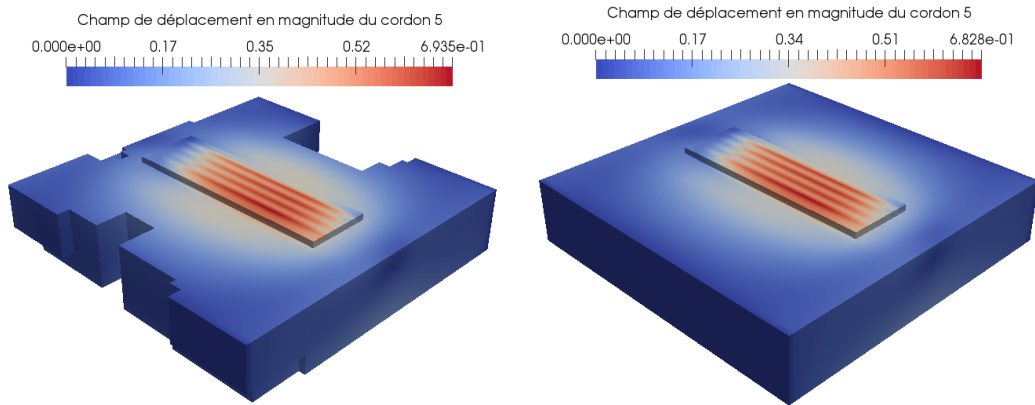 Champ de déplacement en magnitude du cordon 5
0.000e+00 0.17 0.35 0.52 6.935e-01
Champ de déplacement en magnitude du cordon 5
0.000e+00 0.17 0.34 0.51 6.828e-01